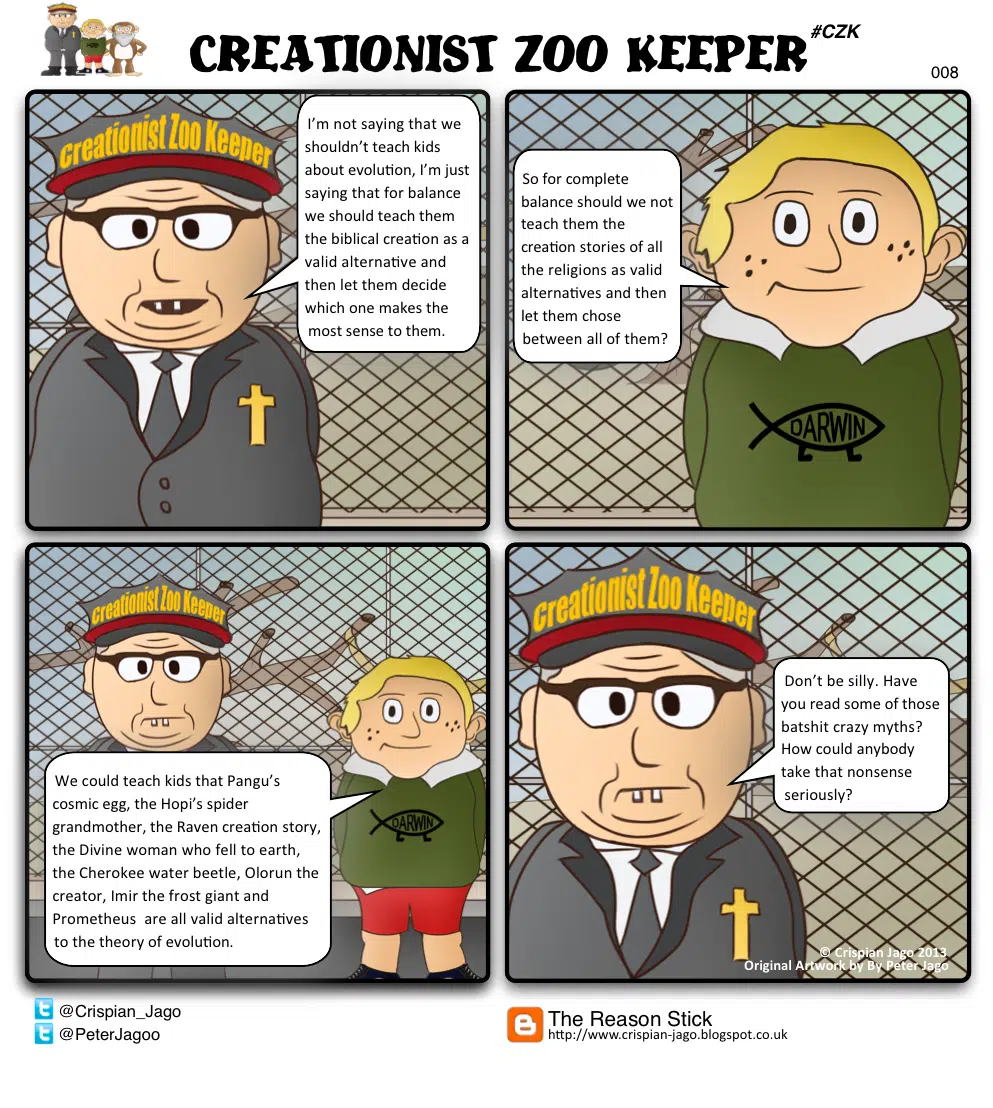 CREATIONIST ZOO KEEPER
#CZK
008
Creationist Zoo Keeper
I'm not saying that we
shouldn't teach kids
about evolution, I'm just
saying that for balance
we should teach them
the biblical creation as a
valid alternative and
then let them decide
which one makes the
most sense to them.
So for complete
balance should we not
teach them the
creation stories of all
the religions as valid
alternatives and then
let them chose
between all of them?
DARWIN
Creationist Zoo Keeper
We could teach kids that Pangu's
cosmic egg, the Hopi's spider
grandmother, the Raven creation story,
the Divine woman who fell to earth,
the Cherokee water beetle, Olorun the
creator, Imir the frost giant and
Prometheus are all valid alternatives
to the theory of evolution.
DARWIN
Creationist Zoo Keeper
Don't be silly. Have
you read some of those
batshit crazy myths?
How could anybody
take that nonsense
seriously?
© Crispian Jago 2013
Original Artwork by By Peter Jago
@Crispian_Jago
@PeterJagoo
The Reason Stick
http://www.crispian-jago.blogspot.co.uk